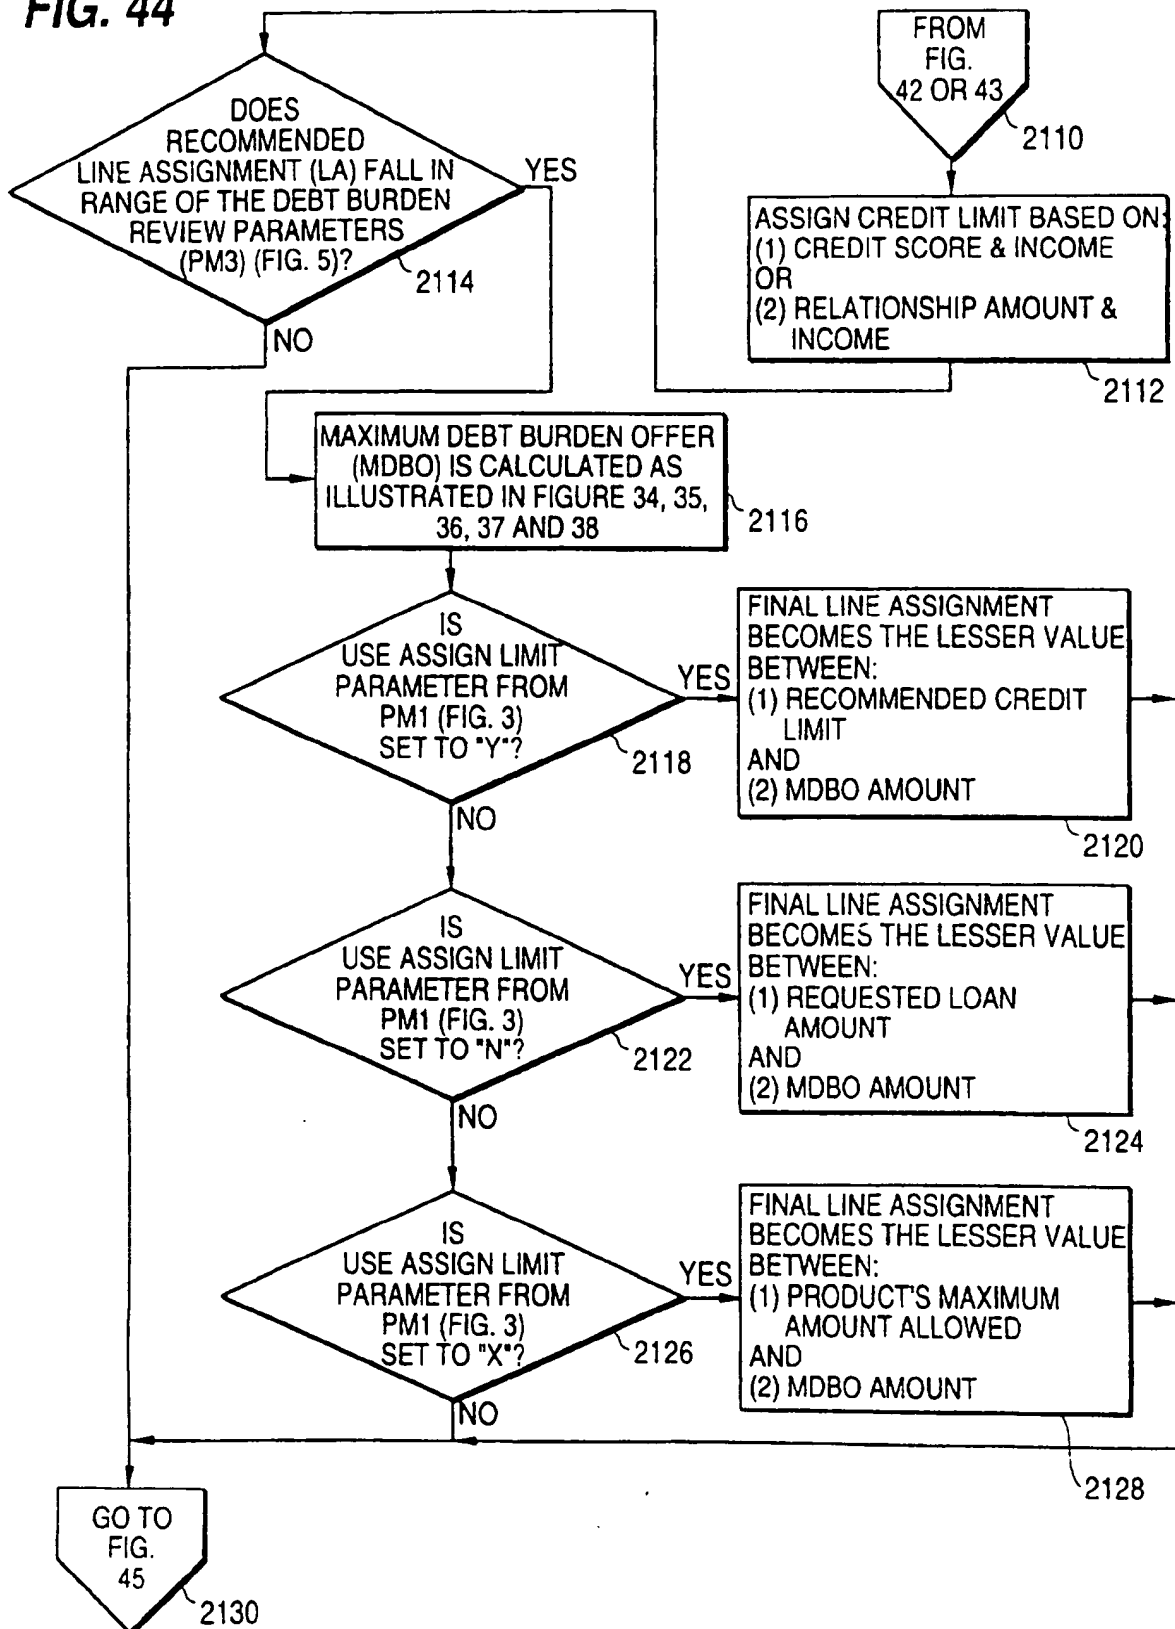 FIG. 44
FROM
FIG.
42 OR 43
2110
ASSIGN CREDIT LIMIT BASED ON:
(1) CREDIT SCORE & INCOME
OR
(2) RELATIONSHIP AMOUNT &
INCOME
2112
DOES
RECOMMENDED
LINE ASSIGNMENT (LA) FALL IN
RANGE OF THE DEBT BURDEN
REVIEW PARAMETERS
(PM3) (FIG. 5)?
2114
YES
NO
MAXIMUM DEBT BURDEN OFFER
(MDBO) IS CALCULATED AS
ILLUSTRATED IN FIGURE 34, 35,
36, 37 AND 38
2116
IS
USE ASSIGN LIMIT
PARAMETER FROM
PM1 (FIG. 3)
SET TO "Y"?
2118
YES
NO
FINAL LINE ASSIGNMENT
BECOMES THE LESSER VALUE
BETWEEN:
(1) RECOMMENDED CREDIT
LIMIT
AND
(2) MDBO AMOUNT
2120
IS
USE ASSIGN LIMIT
PARAMETER FROM
PM1 (FIG. 3)
SET TO "N"?
2122
YES
NO
FINAL LINE ASSIGNMENT
BECOMES THE LESSER VALUE
BETWEEN:
(1) REQUESTED LOAN
AMOUNT
AND
(2) MDBO AMOUNT
2124
IS
USE ASSIGN LIMIT
PARAMETER FROM
PM1 (FIG. 3)
SET TO "X"?
2126
YES
NO
FINAL LINE ASSIGNMENT
BECOMES THE LESSER VALUE
BETWEEN:
(1) PRODUCT'S MAXIMUM
AMOUNT ALLOWED
AND
(2) MDBO AMOUNT
2128
GO TO
FIG.
45
2130